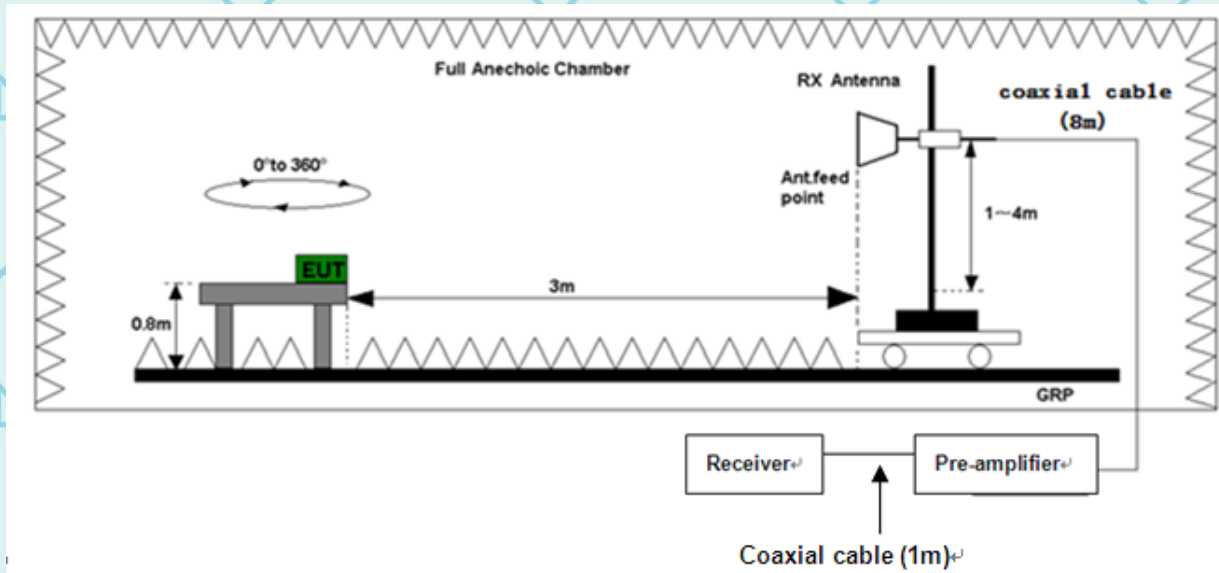 Full Anechoic Chamber
RX Antenna
coaxial cable
(8m)
0°to 360°
Ant.feed
point
1～4m
EUT
3m
0.8m
GRP
Receiver↵
Pre-amplifier↵
Coaxial cable (1m)↵